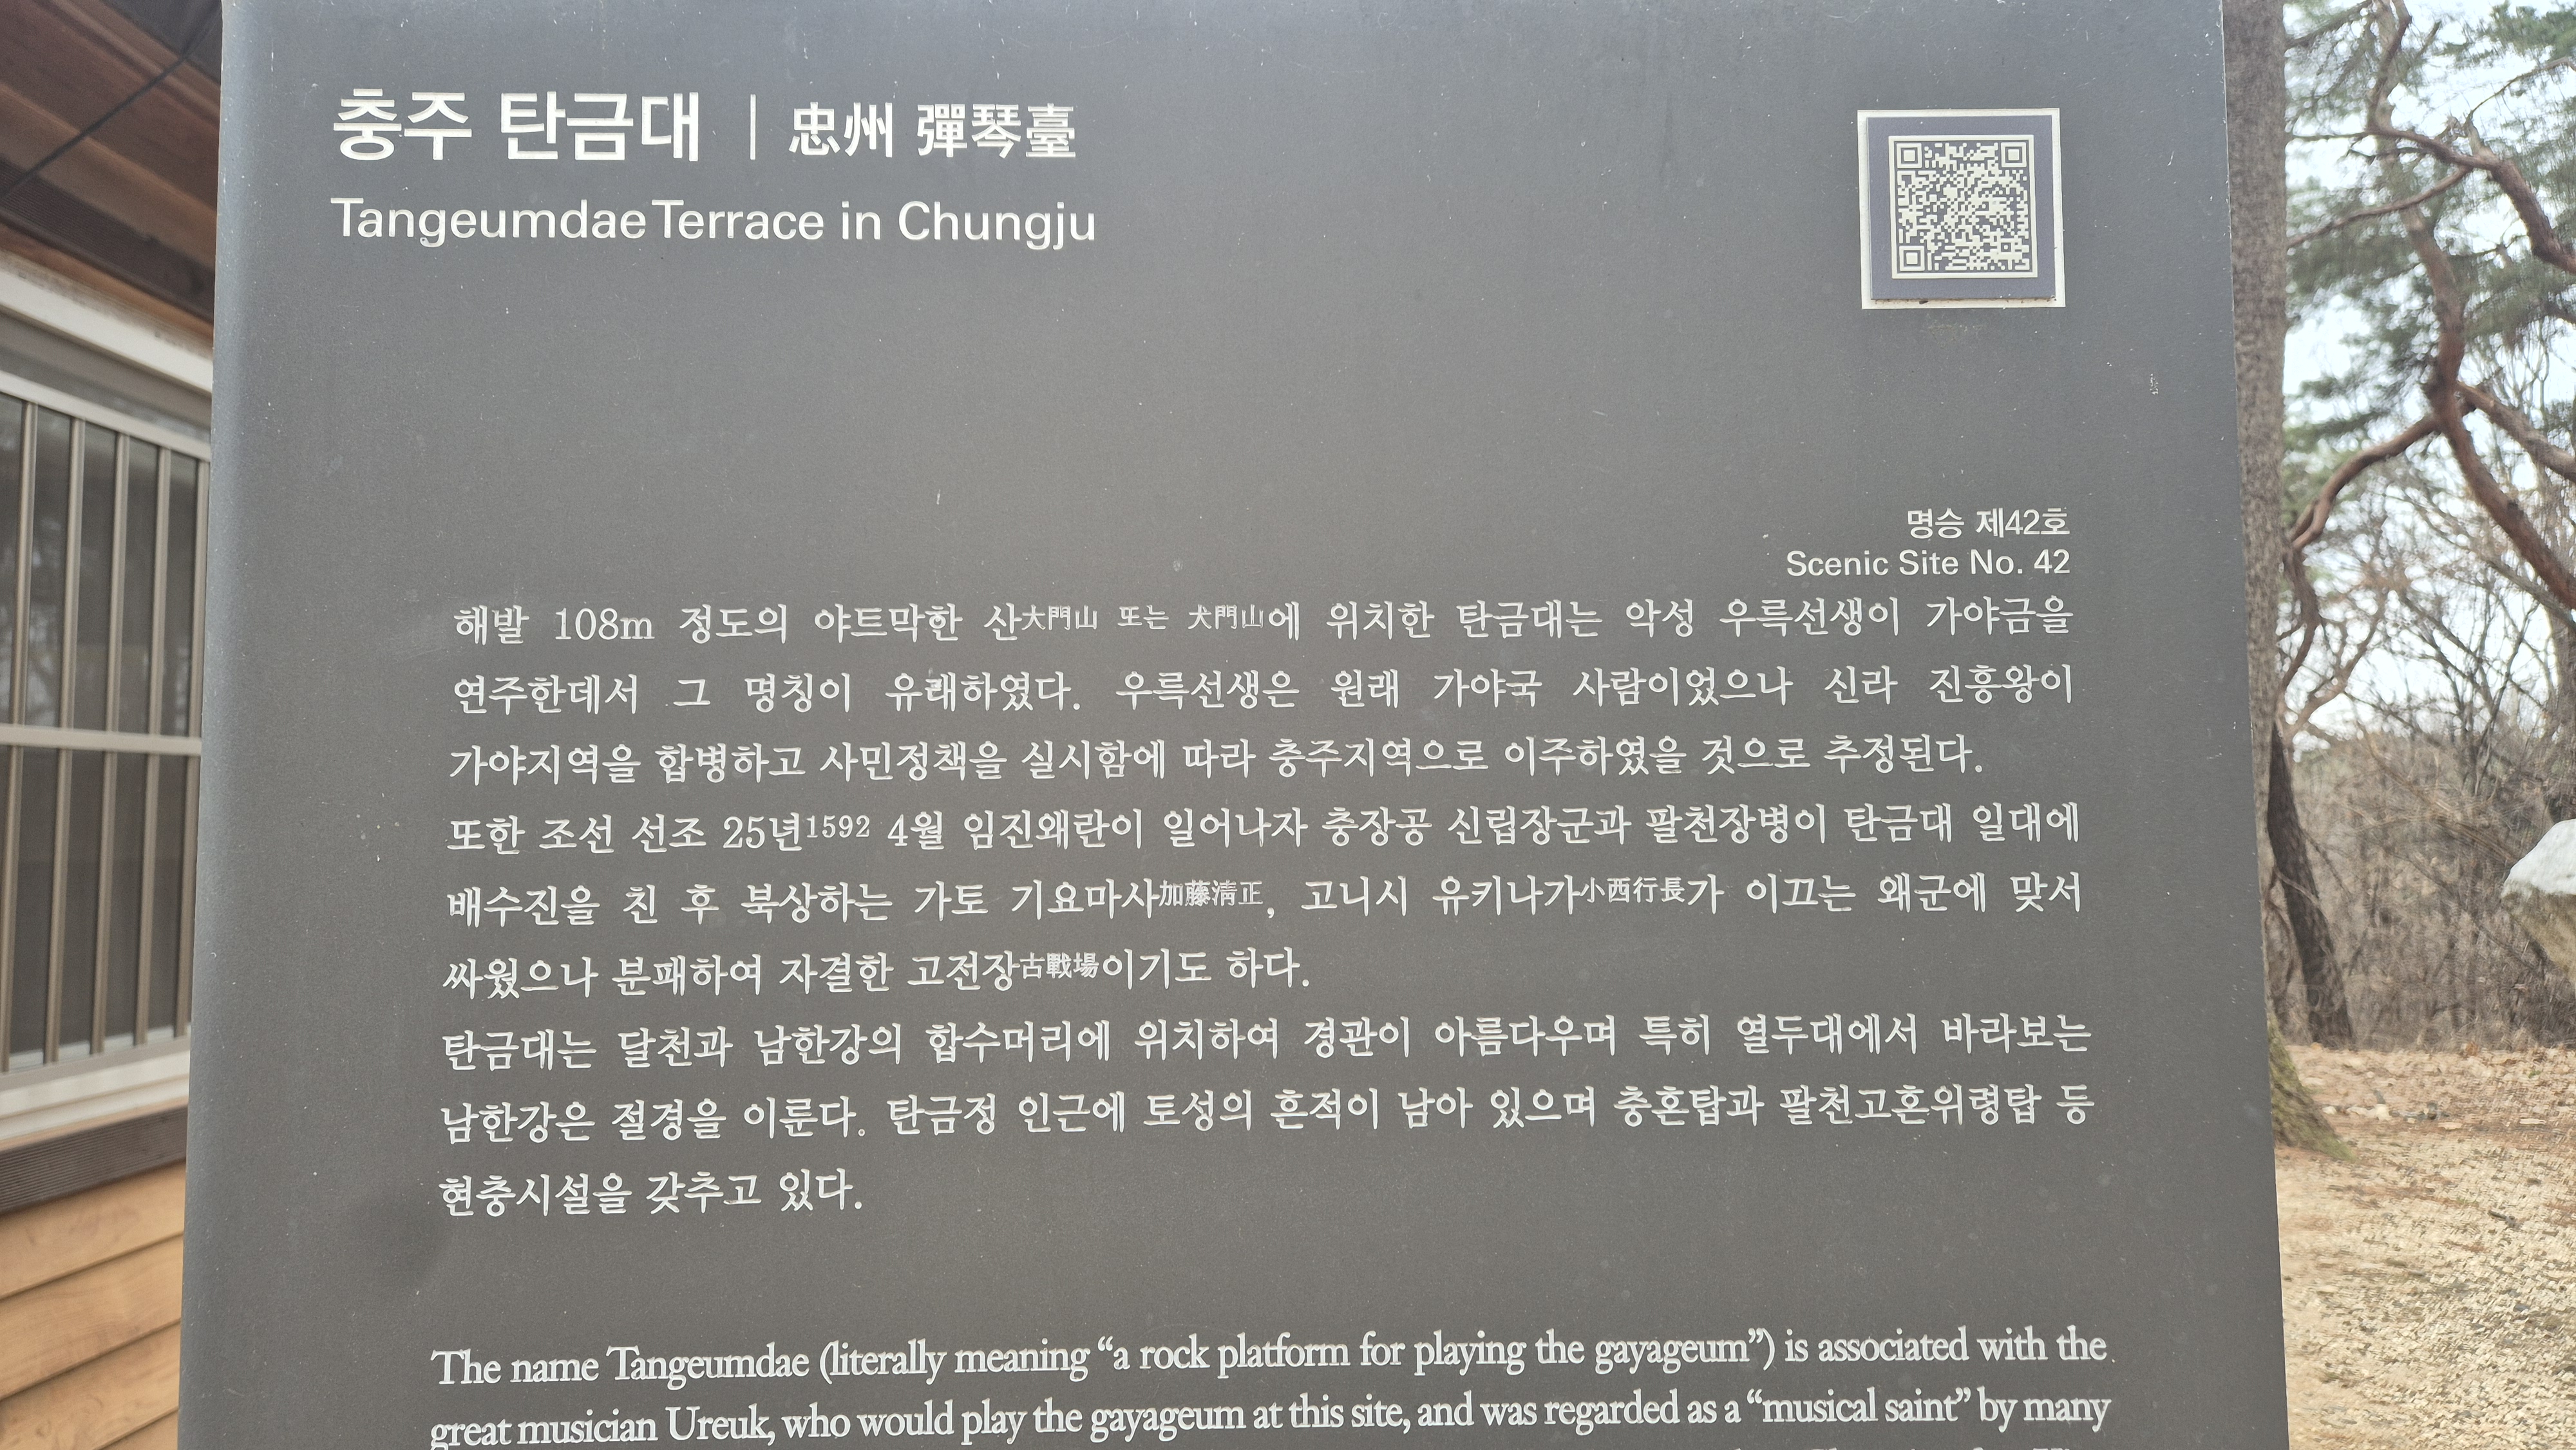 충주 탄금대 | 忠州 彈琴臺
Tangeumdae Terrace in Chungju
명승 제42호
Scenic Site No. 42
해발 108m 정도의 야트막한 산大門山 또는 犬門山에 위치한 탄금대는 악성 우륵선생이 가야금을
연주한데서 그 명칭이 유래하였다. 우륵선생은 원래 가야국 사람이었으나 신라 진흥왕이
가야지역을 합병하고 사민정책을 실시함에 따라 충주지역으로 이주하였을 것으로 추정된다.
또한 조선 선조 25년1592 4월 임진왜란이 일어나자 충장공 신립장군과 팔천장병이 탄금대 일대에
배수진을 친 후 북상하는 가토 기요마사加藤淸正, 고니시 유키나가小西行長가 이끄는 왜군에 맞서
싸웠으나 분패하여 자결한 고전장古戰場이기도 하다.
탄금대는 달천과 남한강의 합수머리에 위치하여 경관이 아름다우며 특히 열두대에서 바라보는
남한강은 절경을 이룬다. 탄금정 인근에 토성의 흔적이 남아 있으며 충혼탑과 팔천고혼위령탑 등
현충시설을 갖추고 있다.
The name Tangeumdae (literally meaning “a rock platform for playing the gayageum”) is associated with the
great musician Ureuk, who would play the gayageum at this site, and was regarded as a “musical saint” by many